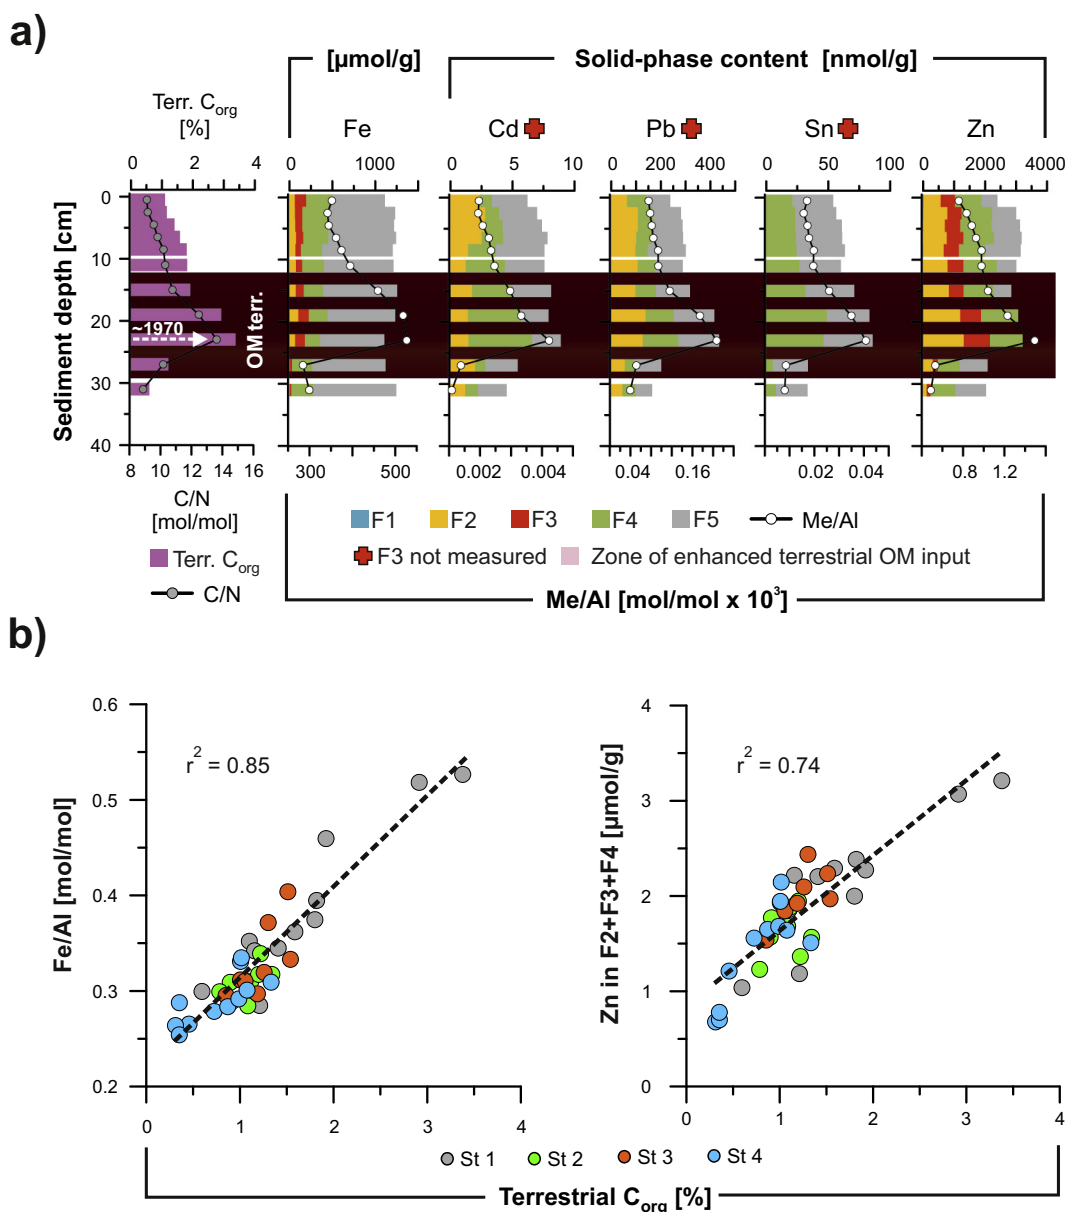 a)
[µmol/g]
Solid-phase content [nmol/g]
Terr. Corg
[%]
Fe
Cd
Pb
Sn
Zn
0 2 4
0 1000
0 5 10
0 200 400
0 50 100
0 2000 4000
Sediment depth [cm]
0
10
20
30
40
~1970
OM terr.
8 10 12 14 16
300 500
0.002 0.004
0.04 0.16
0.02 0.04
0.8 1.2
C/N
[mol/mol]
F1 F2 F3 F4 F5 Me/Al
Terr. Corg
F3 not measured Zone of enhanced terrestrial OM input
C/N
Me/Al [mol/mol x 10³]
b)
Fe/Al [mol/mol]
0.6
0.5
0.4
0.3
0.2
r² = 0.85
0 1 2 3 4
Zn in F2+F3+F4 [µmol/g]
4
3
2
1
0
r² = 0.74
0 1 2 3 4
St 1 St 2 St 3 St 4
Terrestrial Corg [%]